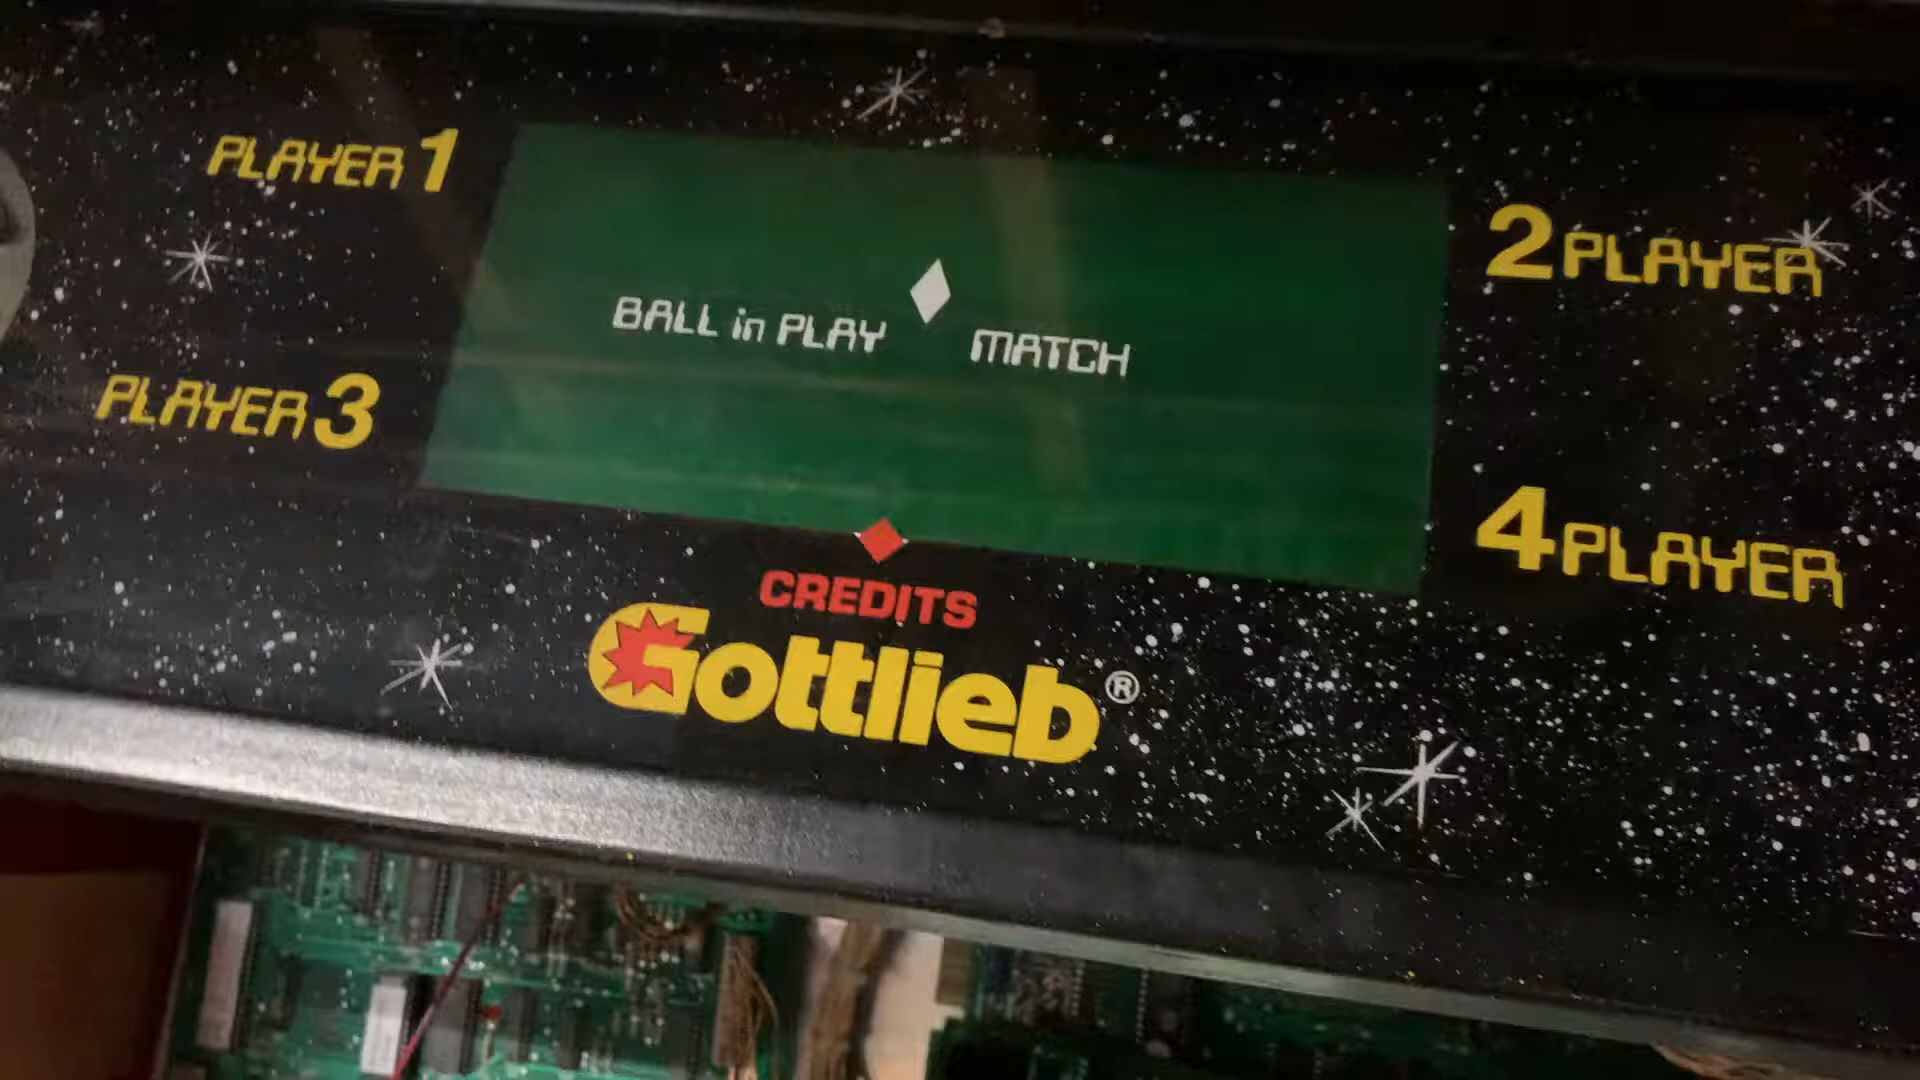 PLAYER 1
2 PLAYER
BALL in PLAY
MATCH
PLAYER 3
4 PLAYER
CREDITS
Gottlieb®